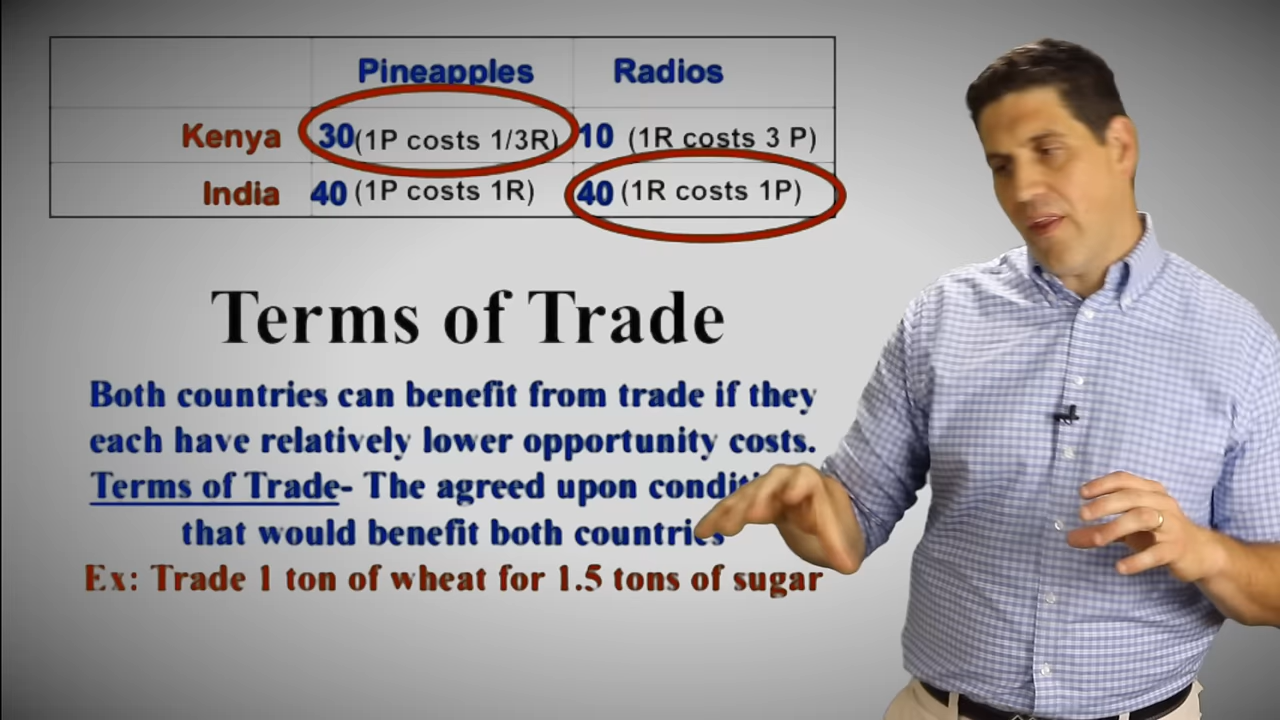 Pineapples Radios
Kenya 30 (1P costs 1/3R) 10 (1R costs 3 P)
India 40 (1P costs 1R) 40 (1R costs 1P)
Terms of Trade
Both countries can benefit from trade if they
each have relatively lower opportunity costs.
Terms of Trade- The agreed upon
that would benefit both countries
Ex: Trade 1 ton of wheat for 1.5 tons of sugar